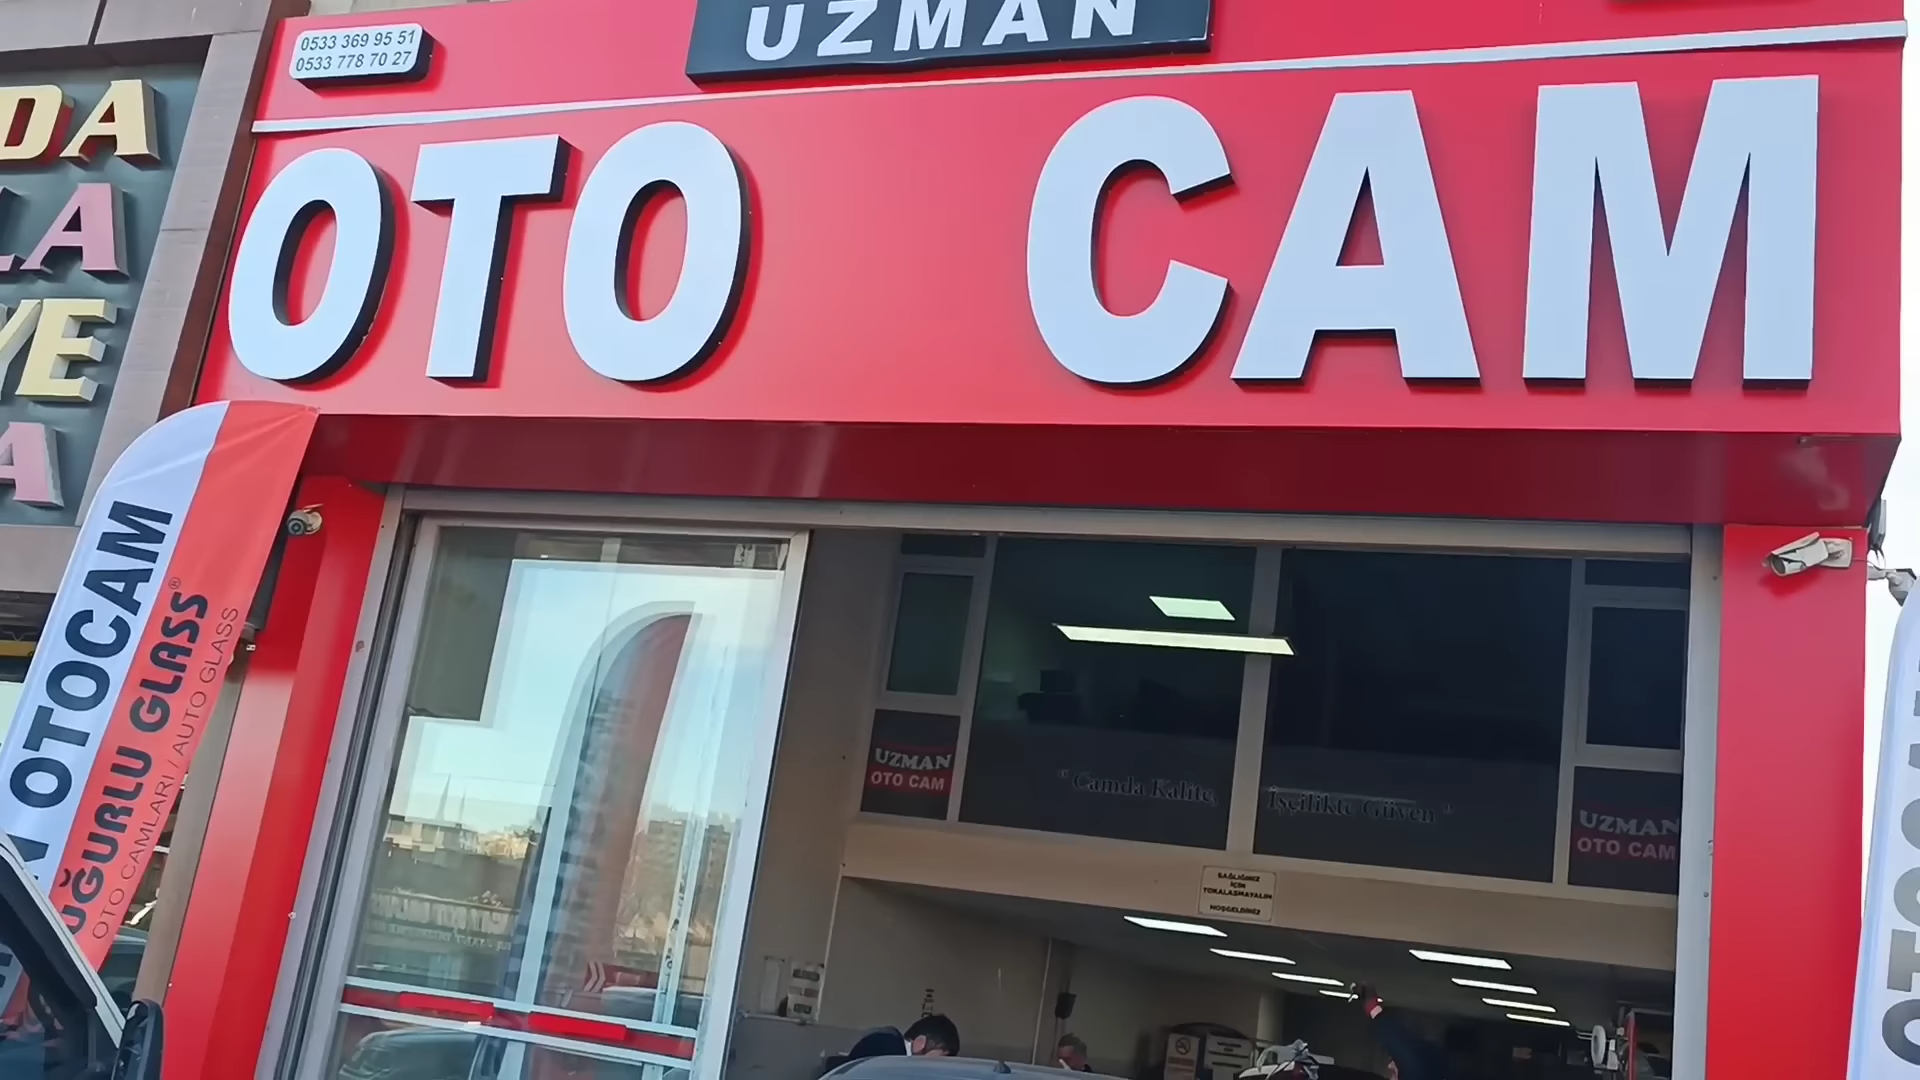 0533 369 95 51
0533 778 70 27
UZMAN
OTO CAM
DA
LA
YE
A
OTOCAM
UĞURLU GLASS®
OTO CAMLARI / AUTO GLASS
UZMAN
OTO CAM
" Camda Kalite, İşçilikte Güven "
UZMAN
OTO CAM
SAĞLIĞINIZ
İÇİN
TOKALAŞMAYALIM
HOŞGELDİNİZ